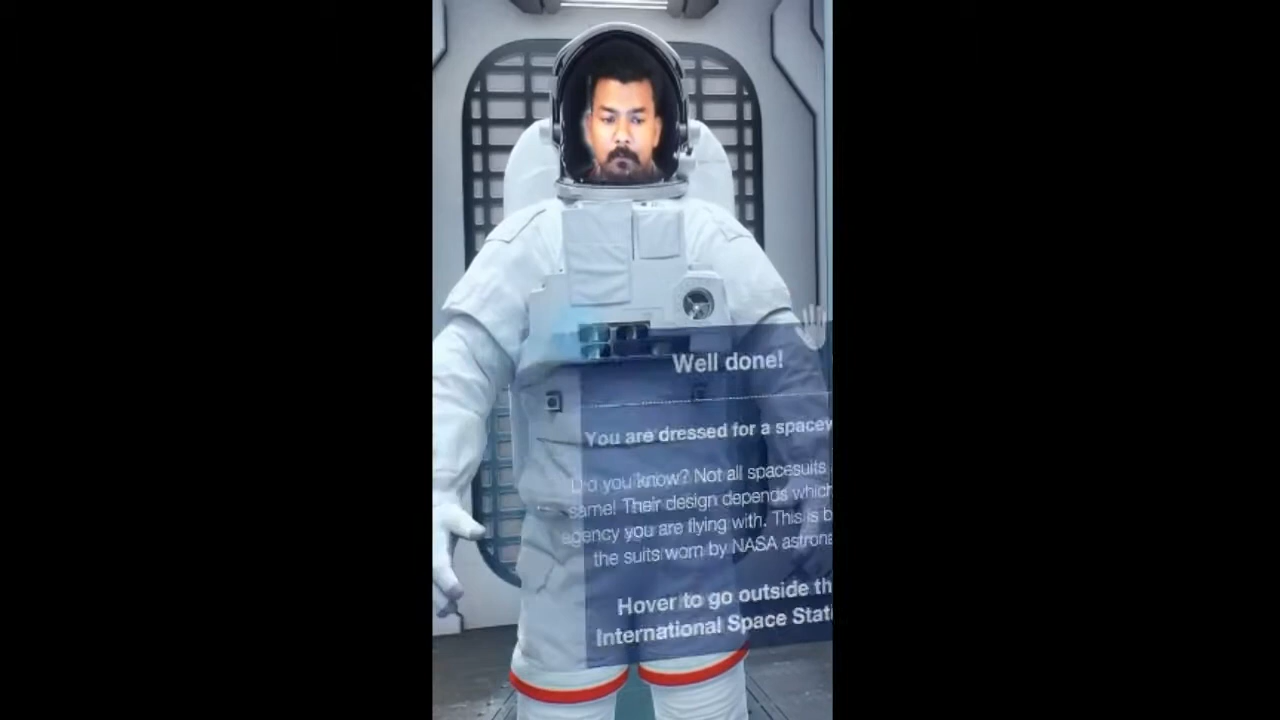 Well done!
You are dressed for a spacew
Did you know? Not all spacesuits
same! Their design depends which
agency you are flying with. This is b
the suits worn by NASA astrona
Hover to go outside th
International Space Stat